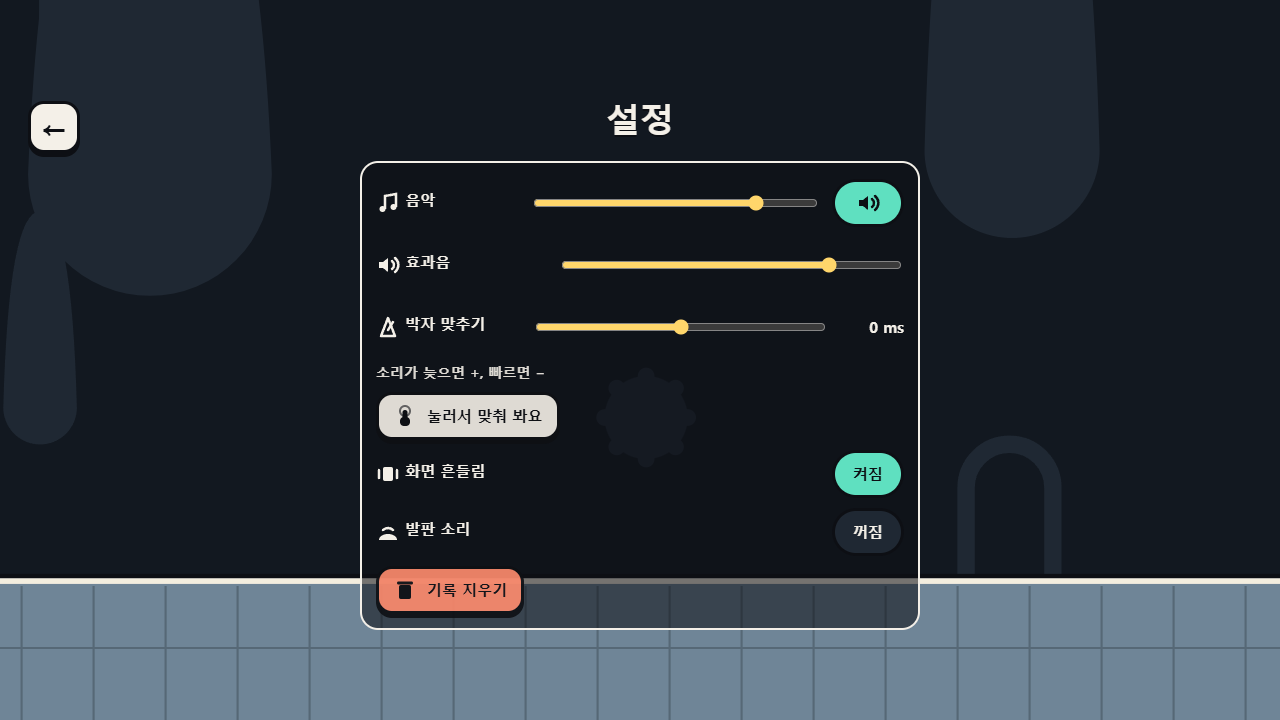 설정
음악
효과음
박자 맞추기 0 ms
소리가 늦으면 +, 빠르면 −
눌러서 맞춰 봐요
화면 흔들림 켜짐
발판 소리 꺼짐
기록 지우기